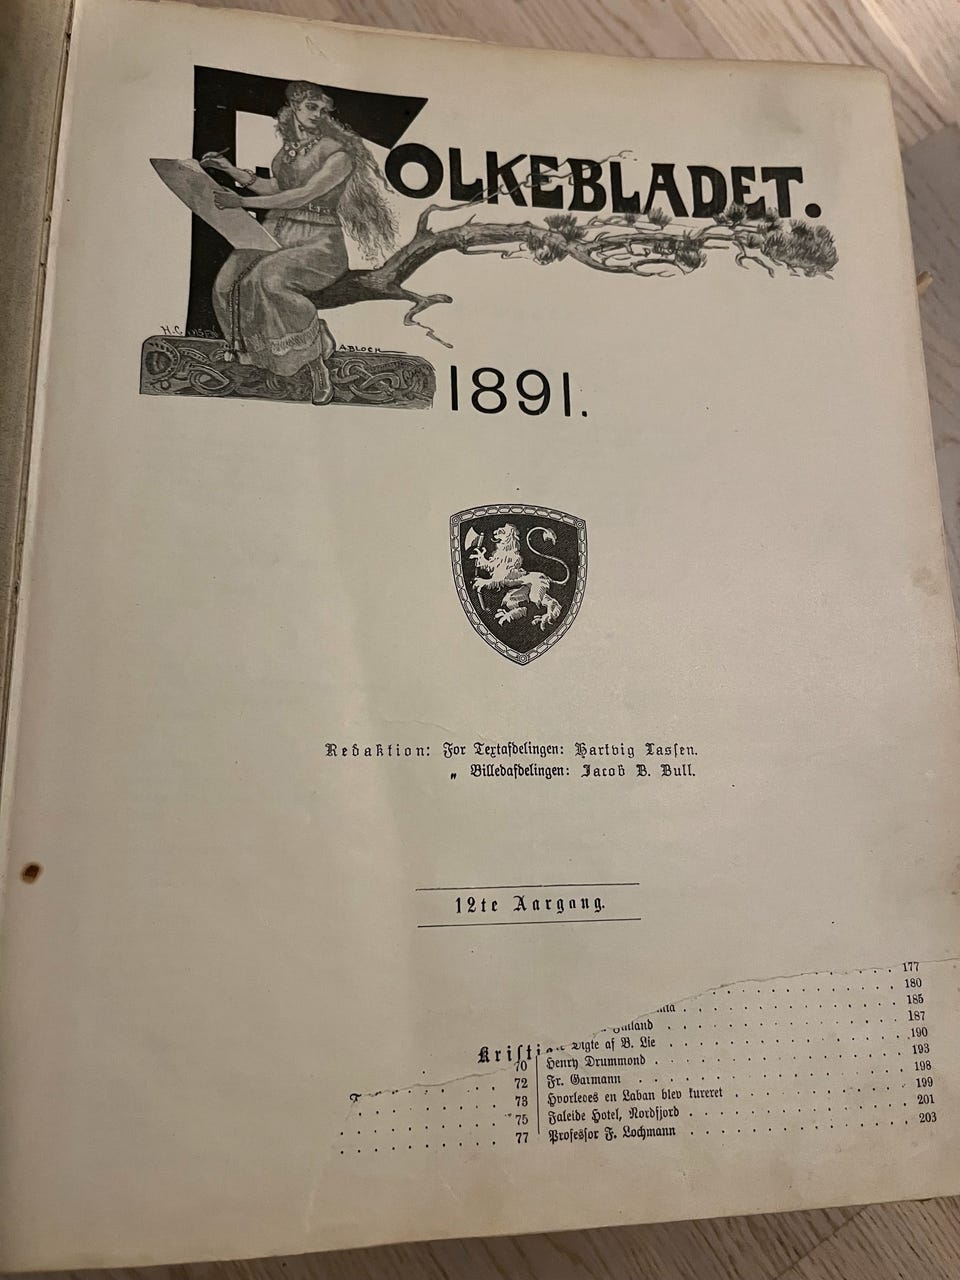 FOLKEBLADET.
A. BLOCH
1891.
Redaktion: For Textafdelingen: Hartvig Lassen.
„ Billedafdelingen: Jacob B. Bull.
12te Aargang.
177
180
185
187
Digte af B. Lie 190
Kristi
70
72
73
75
77
Henry Drummond 193
Fr. Garmann 198
Hvorledes en Laban blev kureret 199
Faleide Hotel, Nordfjord 201
Professor F. Lochmann 203